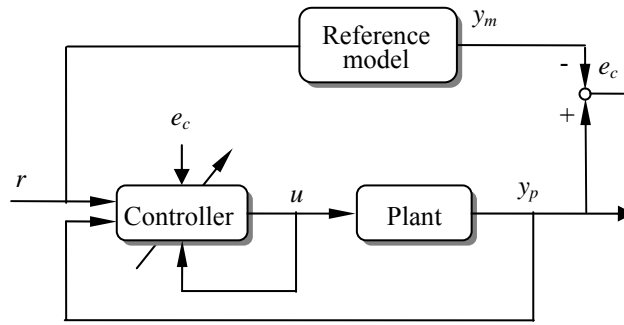 Reference
model
y_m
-
e_c
+
e_c
r
Controller
u
Plant
y_p